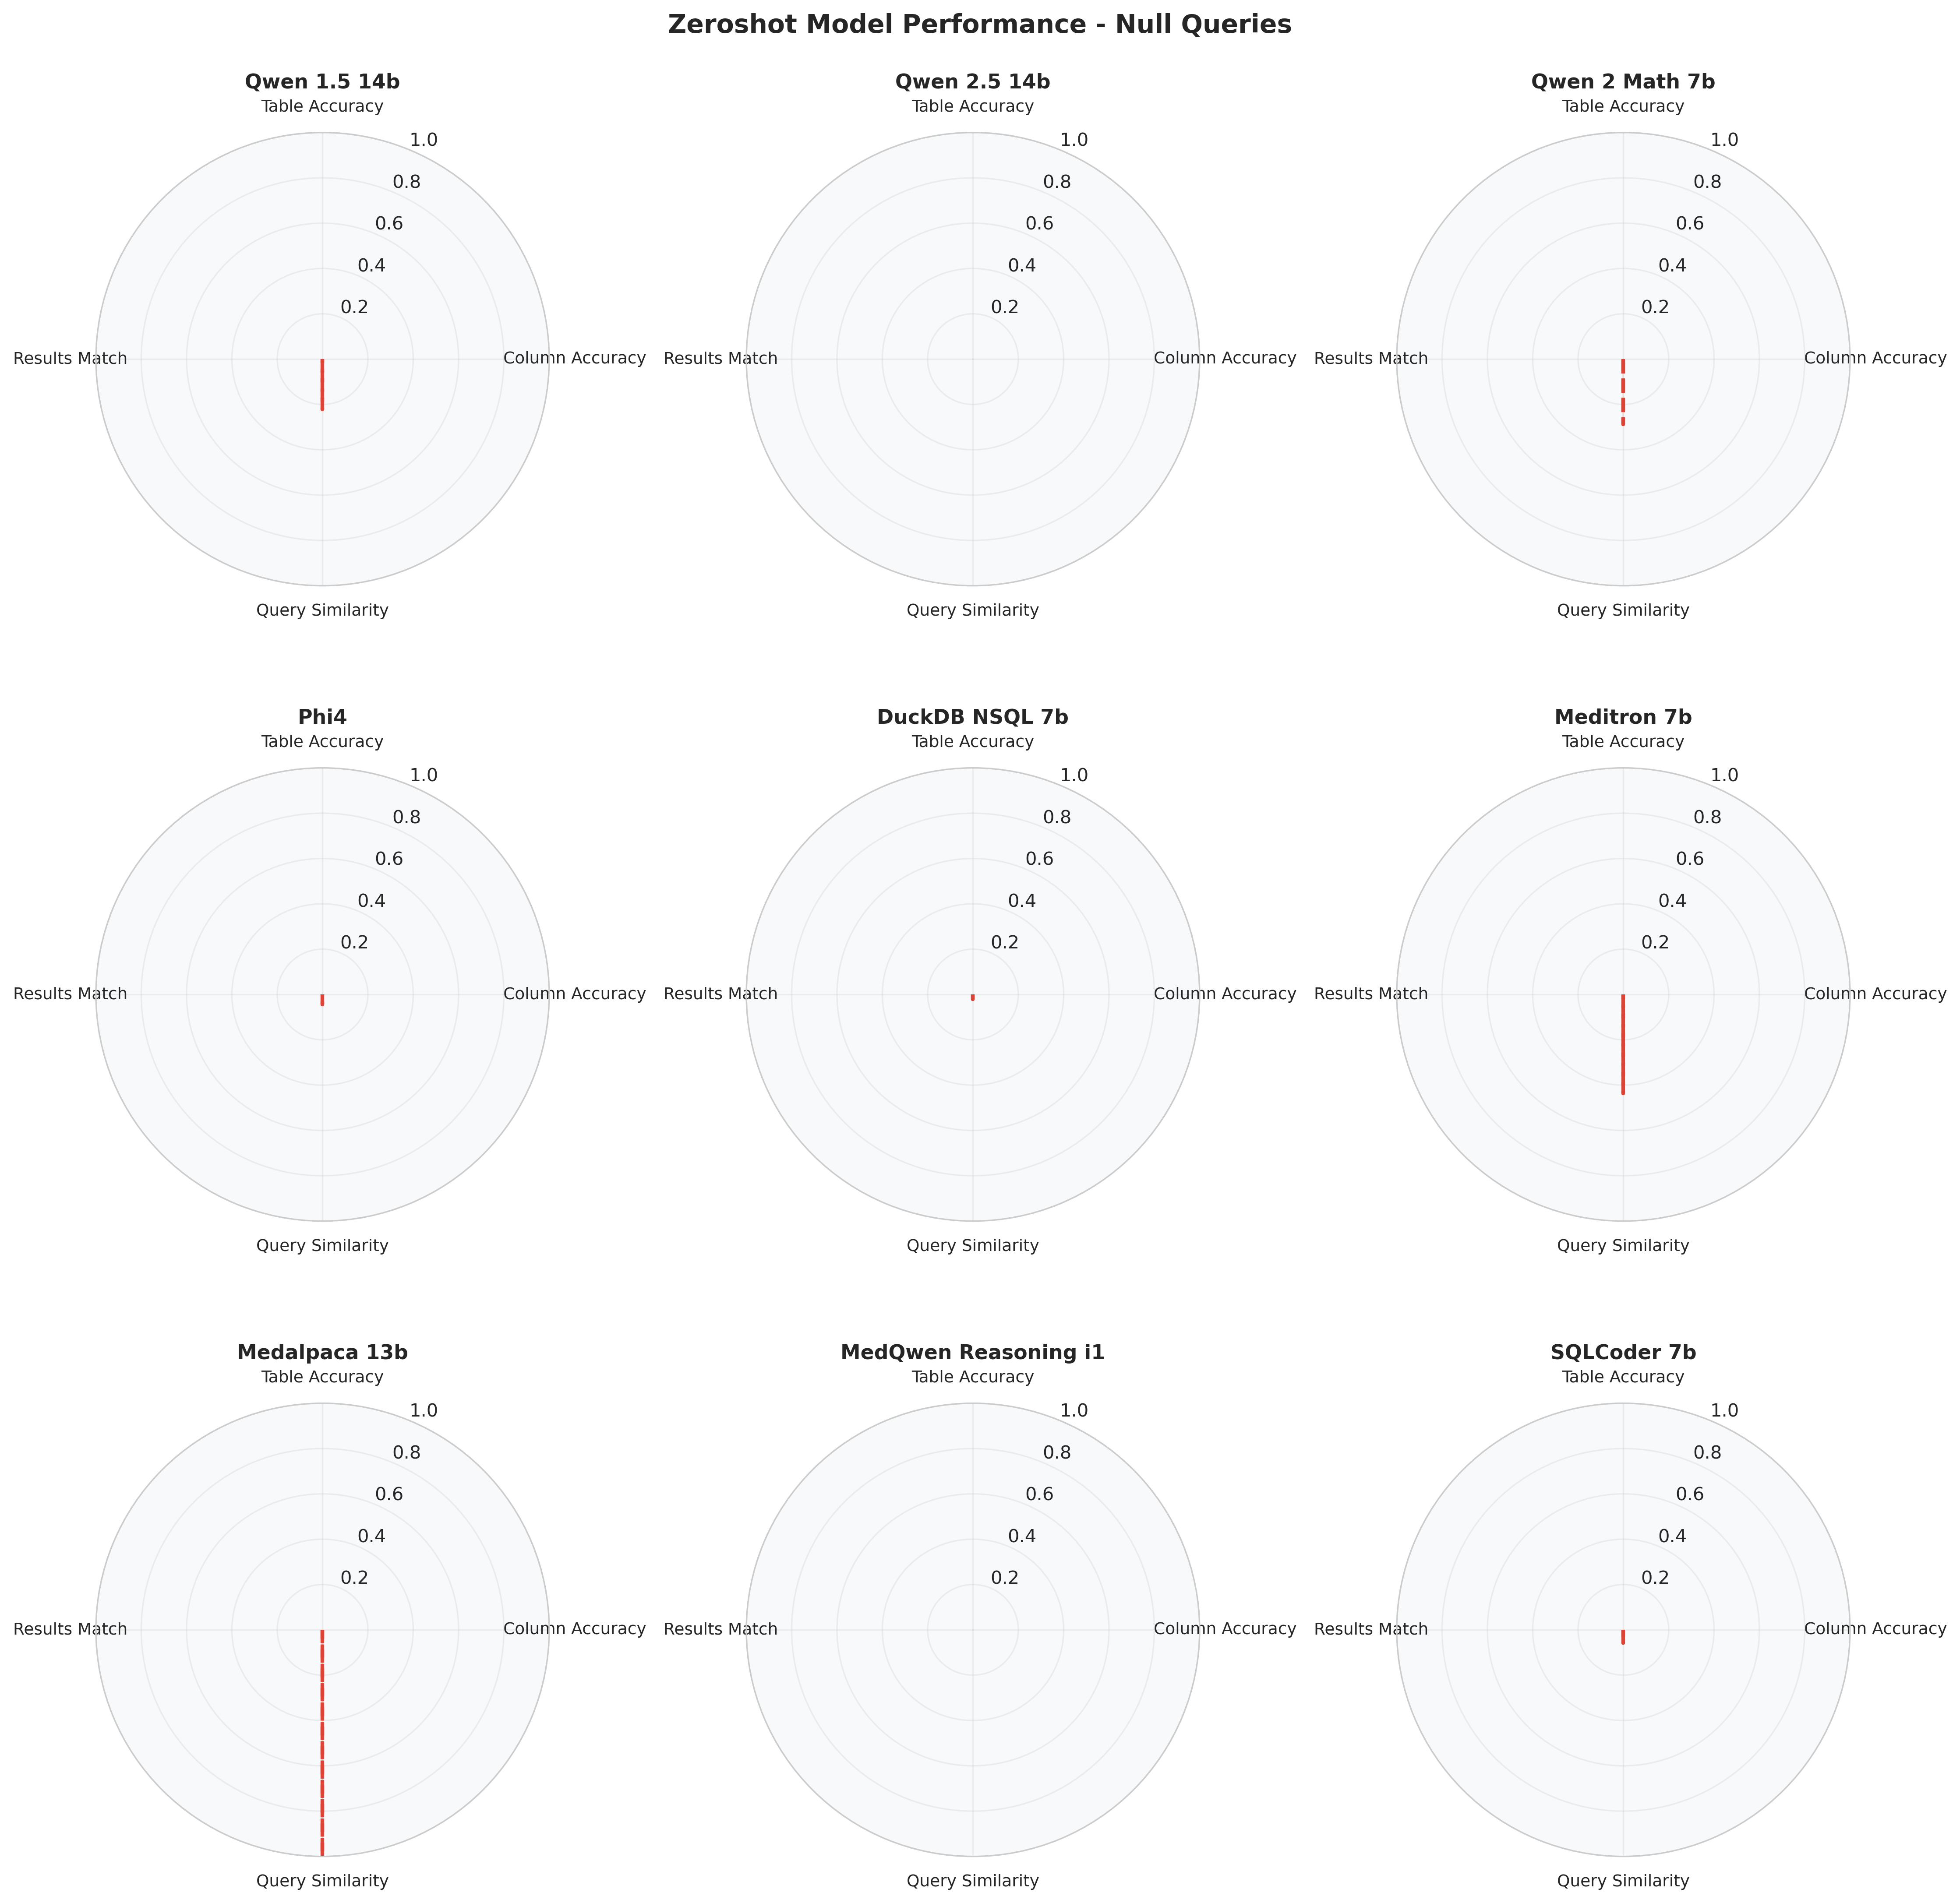 Zeroshot Model Performance - Null Queries
Qwen 1.5 14b
Table Accuracy
1.0
0.8
0.6
0.4
0.2
Results Match
Column Accuracy
Query Similarity
Qwen 2.5 14b
Table Accuracy
1.0
0.8
0.6
0.4
0.2
Results Match
Column Accuracy
Query Similarity
Qwen 2 Math 7b
Table Accuracy
1.0
0.8
0.6
0.4
0.2
Results Match
Column Accuracy
Query Similarity
Phi4
Table Accuracy
1.0
0.8
0.6
0.4
0.2
Results Match
Column Accuracy
Query Similarity
DuckDB NSQL 7b
Table Accuracy
1.0
0.8
0.6
0.4
0.2
Results Match
Column Accuracy
Query Similarity
Meditron 7b
Table Accuracy
1.0
0.8
0.6
0.4
0.2
Results Match
Column Accuracy
Query Similarity
Medalpaca 13b
Table Accuracy
1.0
0.8
0.6
0.4
0.2
Results Match
Column Accuracy
Query Similarity
MedQwen Reasoning i1
Table Accuracy
1.0
0.8
0.6
0.4
0.2
Results Match
Column Accuracy
Query Similarity
SQLCoder 7b
Table Accuracy
1.0
0.8
0.6
0.4
0.2
Results Match
Column Accuracy
Query Similarity